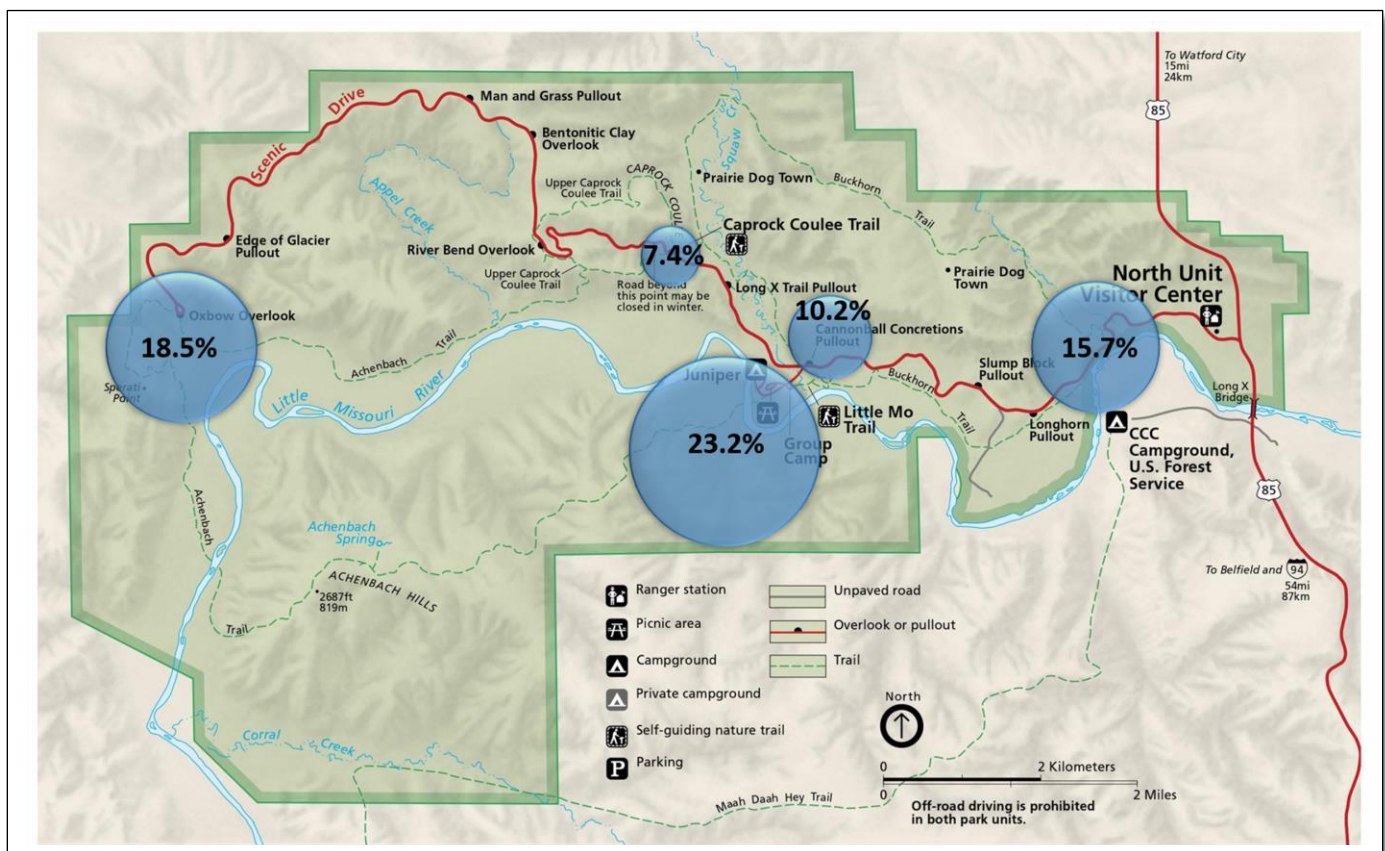 To Watford City
15mi
24km
85
Man and Grass Pullout
Scenic Drive
Bentonitic Clay
Overlook
Squaw Cr
Appel Creek
Upper Caprock
Coulee Trail
CAPROCK COUL
Prairie Dog Town
Buckhorn
Trail
Caprock Coulee Trail
Edge of Glacier
Pullout
River Bend Overlook
7.4%
Upper Caprock
Coulee Trail
Road beyond
this point may be
closed in winter.
Long X Trail Pullout
Prairie Dog
Town
North Unit
Visitor Center
Oxbow Overlook
18.5%
10.2%
Cannonball Concretions
Pullout
15.7%
Achenbach
Trail
Slump Block
Pullout
Juniper
Buckhorn
Trail
Long X
Bridge
Little Missouri River
Little Mo
Trail
Longhorn
Pullout
CCC
Campground,
U.S. Forest
Service
23.2%
Group
Camp
Point
85
Achenbach
Trail
Achenbach
Spring
ACHENBACH HILLS
2687ft
819m
To Belfield and 94
54mi
87km
Ranger station
Unpaved road
Picnic area
Overlook or pullout
Campground
Trail
Private campground
Self-guiding nature trail
P
Parking
North
Corral Creek
0 2 Kilometers
0 2 Miles
Maah Daah Hey Trail
Off-road driving is prohibited
in both park units.